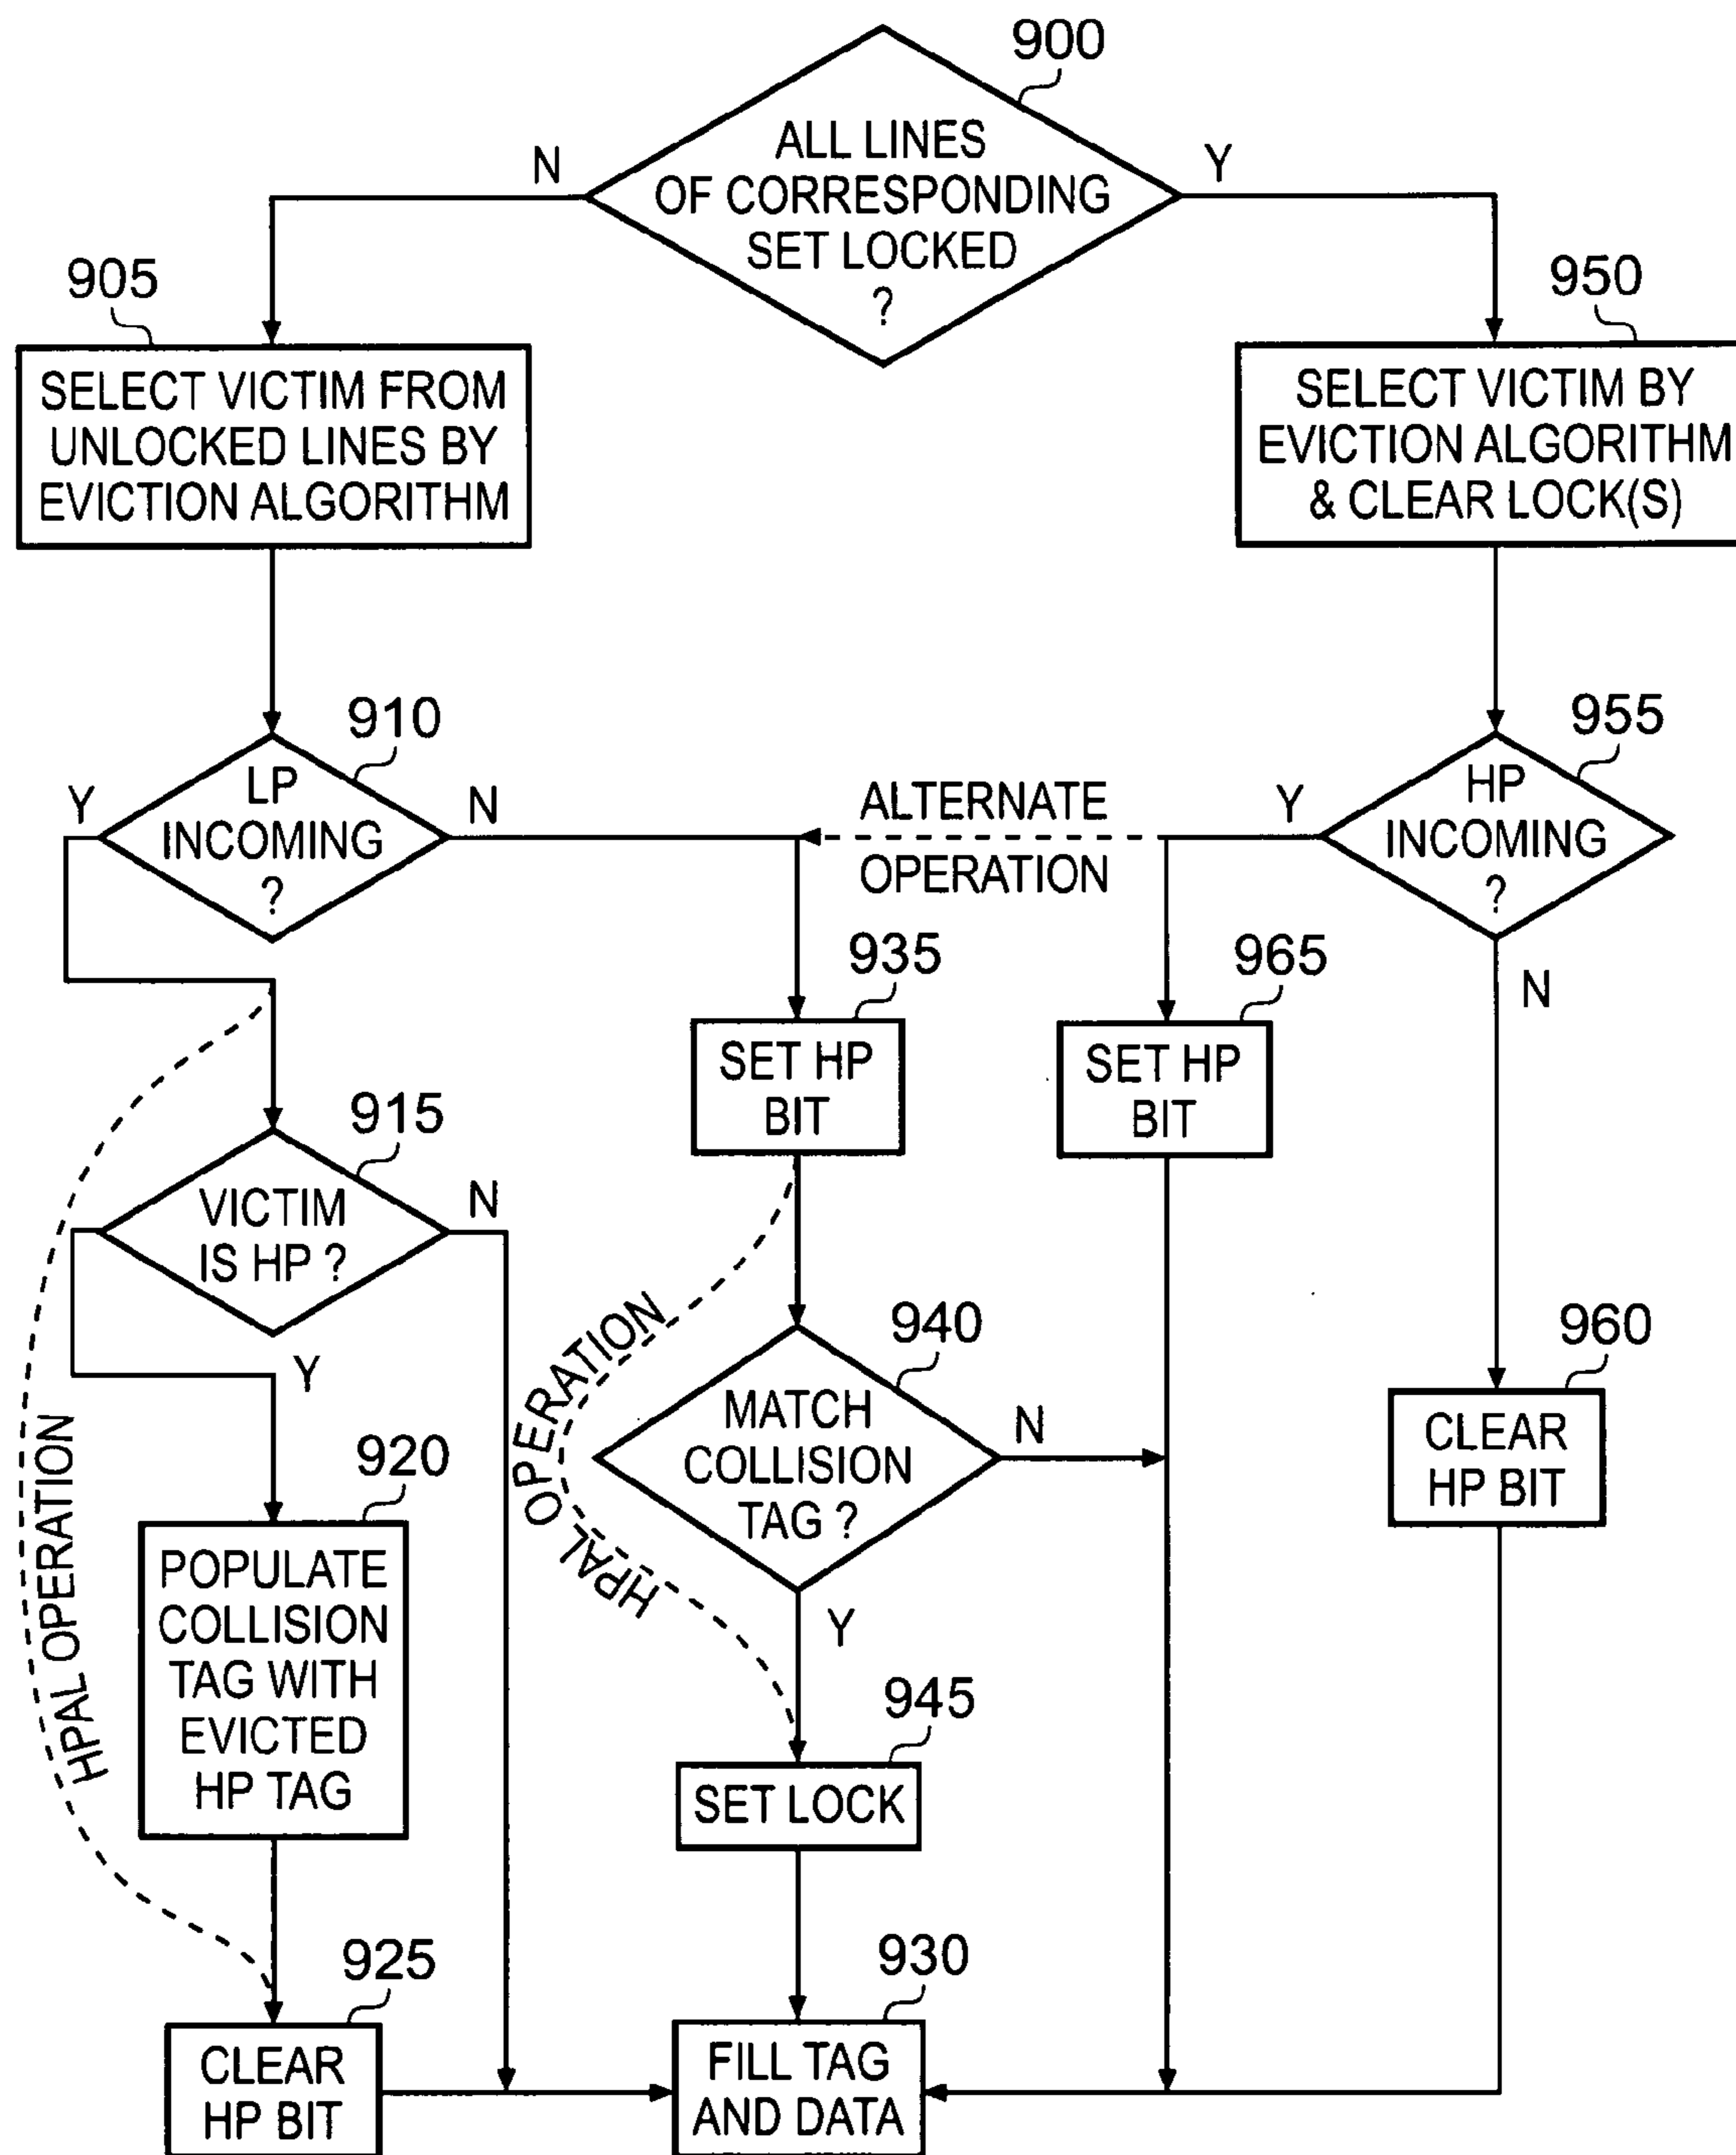 900
ALL LINES
OF CORRESPONDING
SET LOCKED
?
N
Y
905
SELECT VICTIM FROM
UNLOCKED LINES BY
EVICTION ALGORITHM
950
SELECT VICTIM BY
EVICTION ALGORITHM
& CLEAR LOCK(S)
910
LP
INCOMING
?
Y
N
ALTERNATE
OPERATION
955
HP
INCOMING
?
Y
N
935
SET HP
BIT
965
SET HP
BIT
915
VICTIM
IS HP ?
N
Y
HPAL OPERATION
920
POPULATE
COLLISION
TAG WITH
EVICTED
HP TAG
HPAL OPERATION
940
MATCH
COLLISION
TAG ?
N
Y
960
CLEAR
HP BIT
945
SET LOCK
925
CLEAR
HP BIT
930
FILL TAG
AND DATA